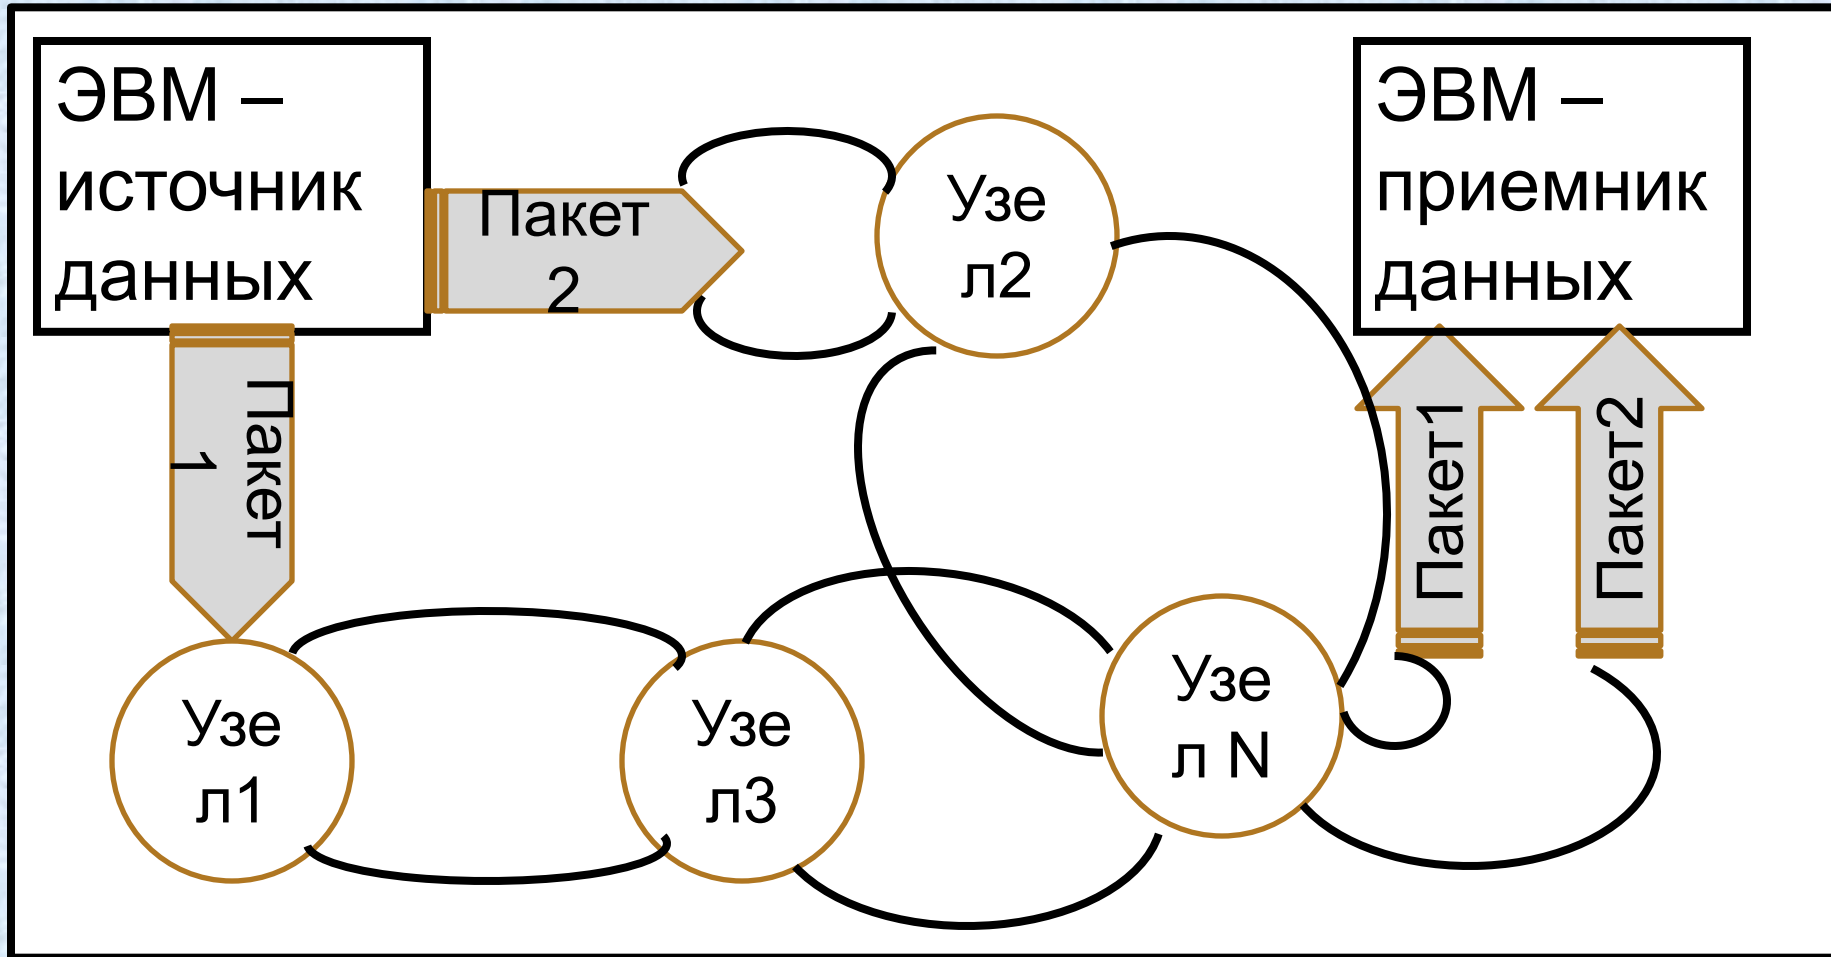 ЭВМ –
источник
данных
Пакет
2
Узе
л2
ЭВМ –
приемник
данных
Пакет
1
Пакет1
Пакет2
Узе
л1
Узе
л3
Узе
л N